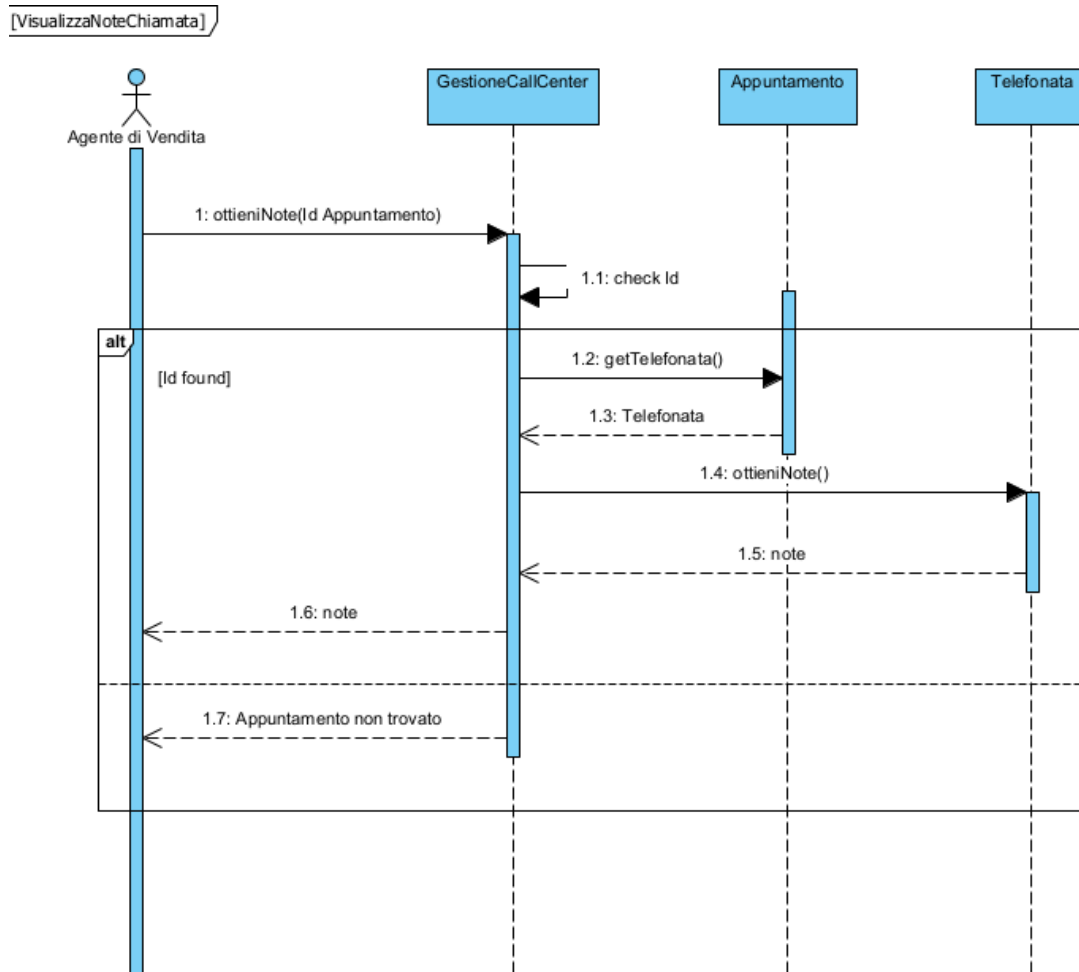 [VisualizzaNoteChiamata]
Agente di Vendita
GestioneCallCenter
Appuntamento
Telefonata
1: ottieniNote(Id Appuntamento)
1.1: check Id
alt
[Id found]
1.2: getTelefonata()
1.3: Telefonata
1.4: ottieniNote()
1.5: note
1.6: note
1.7: Appuntamento non trovato